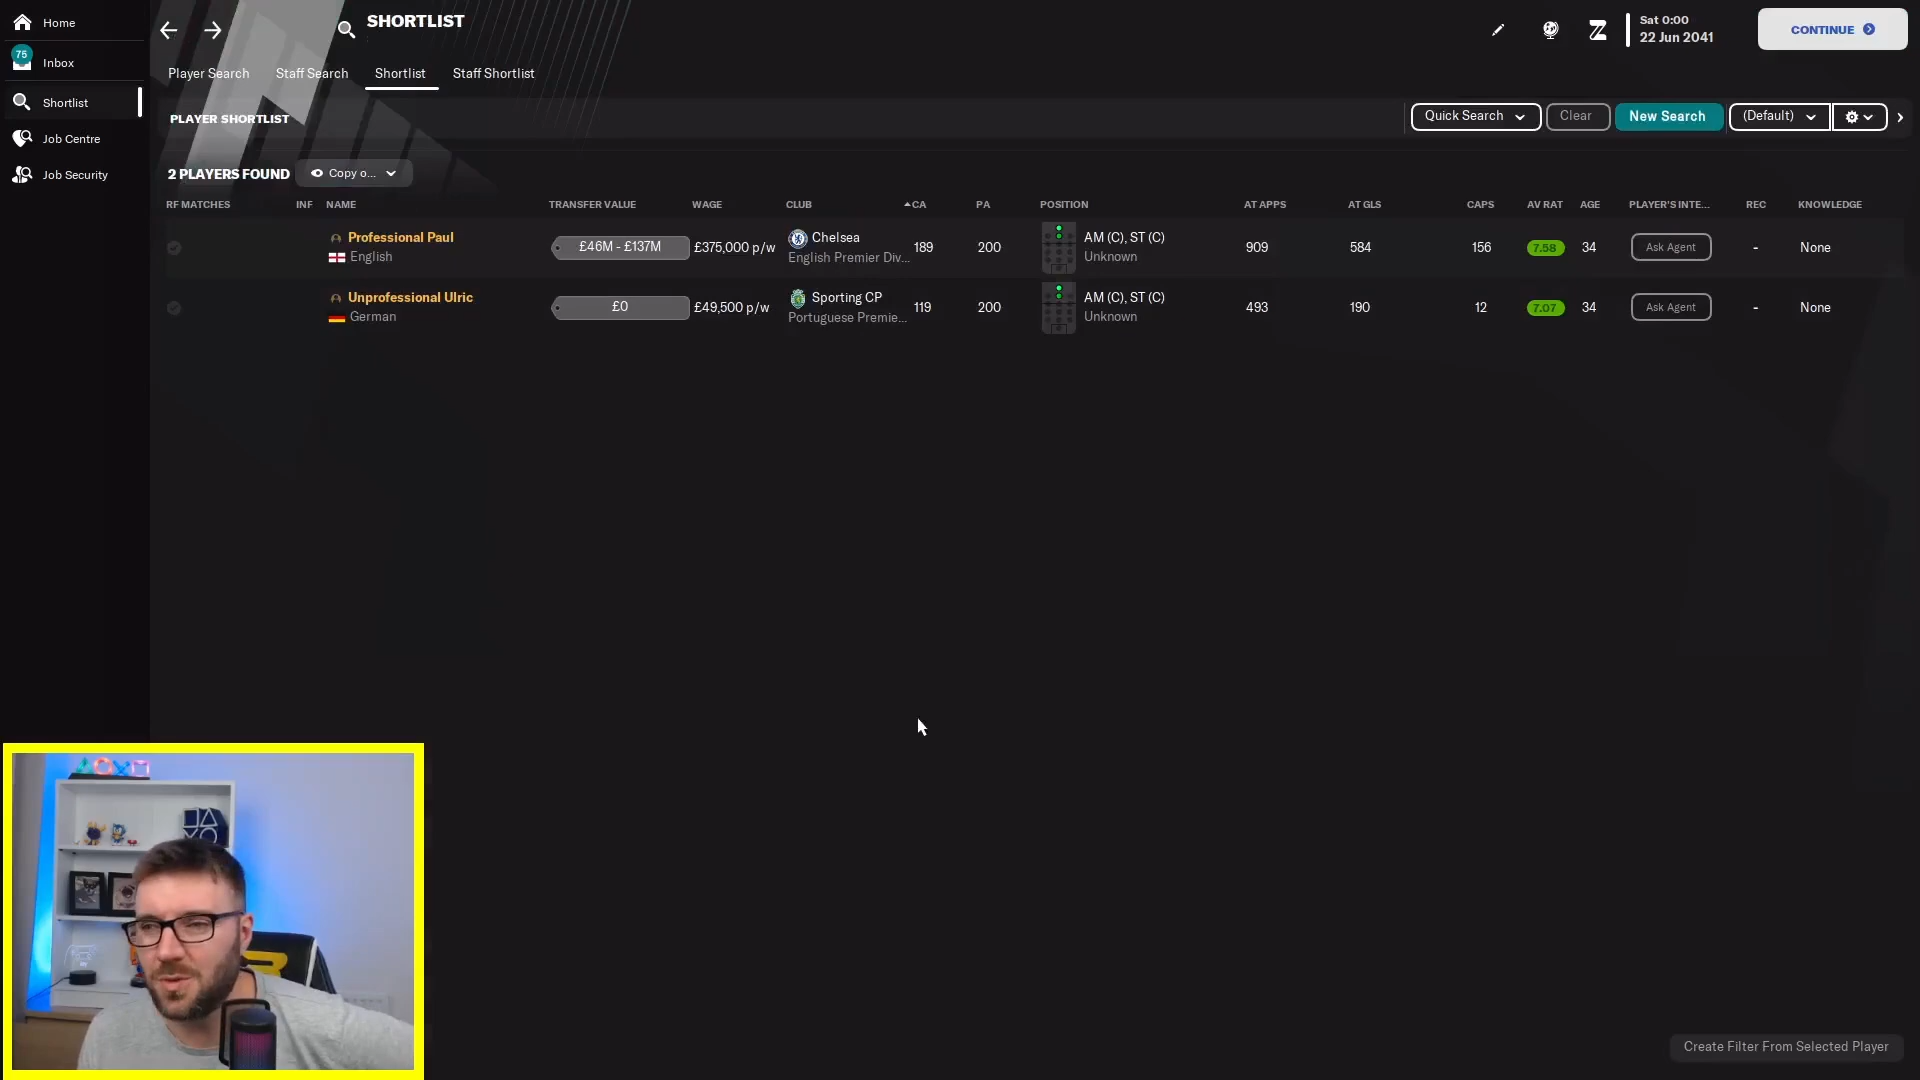 Home
75
Inbox
Shortlist
Job Centre
Job Security
SHORTLIST
Sat 0:00
22 Jun 2041
CONTINUE
Player Search
Staff Search
Shortlist
Staff Shortlist
PLAYER SHORTLIST
Quick Search
Clear
New Search
(Default)
2 PLAYERS FOUND
Copy o...
RF MATCHES INF NAME TRANSFER VALUE WAGE CLUB CA PA POSITION AT APPS AT GLS CAPS AV RAT AGE PLAYER'S INTE... REC KNOWLEDGE
Professional Paul
English
£46M - £137M
£375,000 p/w
Chelsea
English Premier Div...
189
200
AM (C), ST (C)
Unknown
909
584
156
7.58
34
Ask Agent
-
None
Unprofessional Ulric
German
£0
£49,500 p/w
Sporting CP
Portuguese Premie...
119
200
AM (C), ST (C)
Unknown
493
190
12
7.07
34
Ask Agent
-
None
Create Filter From Selected Player